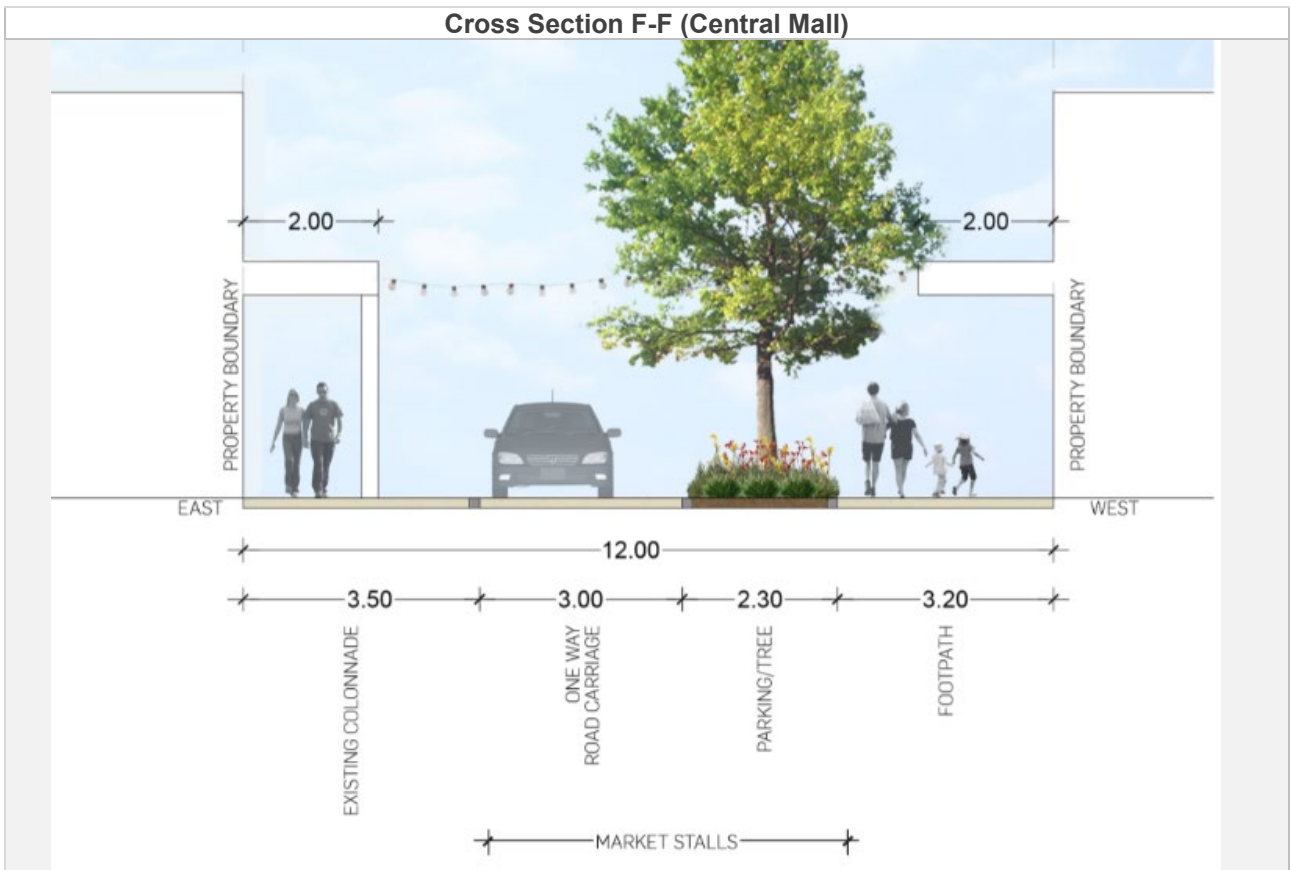 Cross Section F-F (Central Mall)
2.00
2.00
PROPERTY BOUNDARY
PROPERTY BOUNDARY
EAST
WEST
12.00
3.50
3.00
2.30
3.20
EXISTING COLONNADE
ONE WAY
ROAD CARRIAGE
PARKING/TREE
FOOTPATH
MARKET STALLS